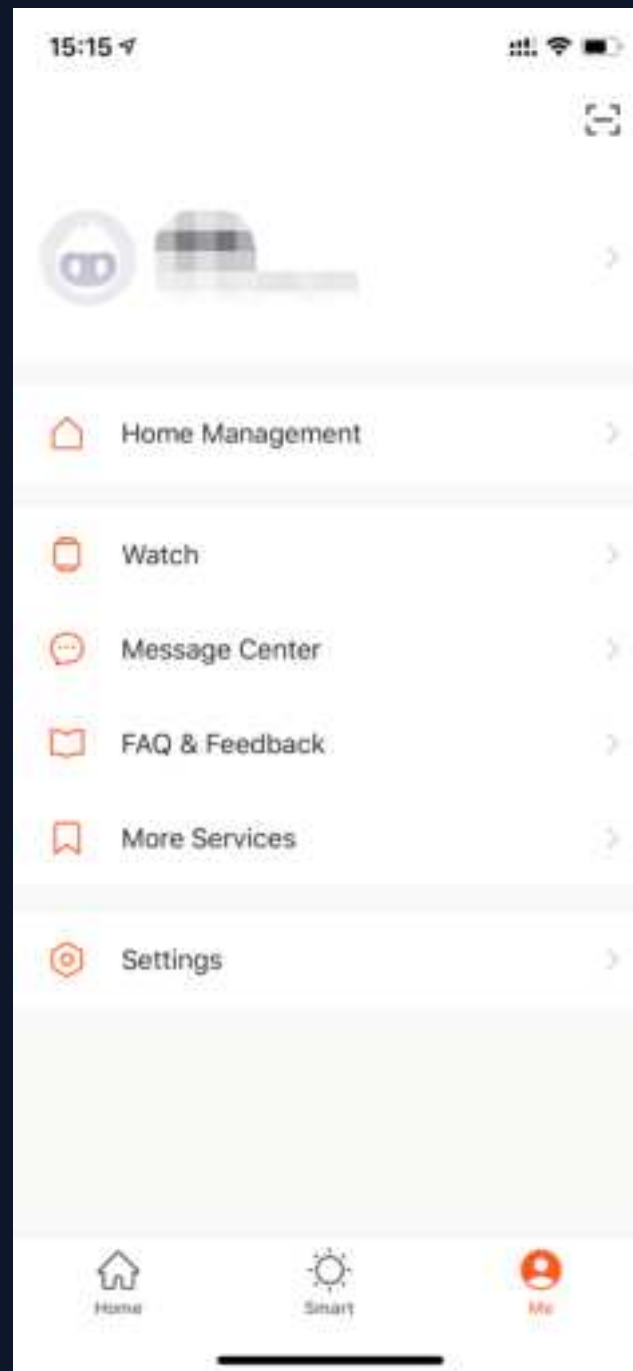 15:15
Home Management
Watch
Message Center
FAQ & Feedback
More Services
Settings
Home
Smart
Me